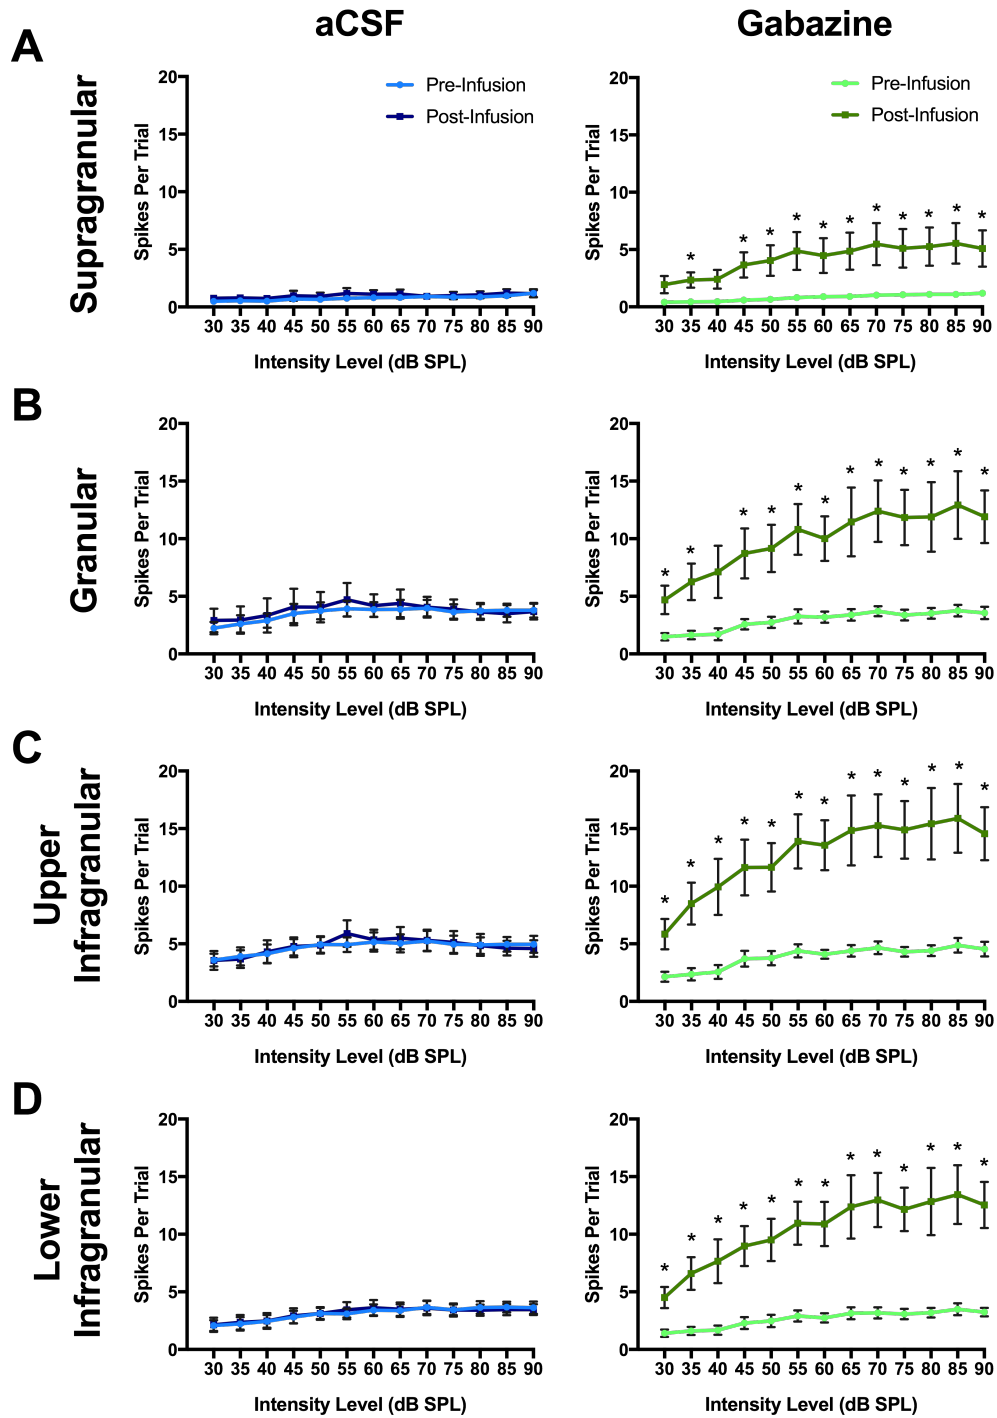 aCSF
Gabazine
A
Supragranular
Spikes Per Trial
20
15
10
5
0
Pre-Infusion
Post-Infusion
30 35 40 45 50 55 60 65 70 75 80 85 90
Intensity Level (dB SPL)
Spikes Per Trial
20
15
10
5
0
Pre-Infusion
Post-Infusion
* * * * * * * * * * *
30 35 40 45 50 55 60 65 70 75 80 85 90
Intensity Level (dB SPL)
B
Granular
Spikes Per Trial
20
15
10
5
0
30 35 40 45 50 55 60 65 70 75 80 85 90
Intensity Level (dB SPL)
Spikes Per Trial
20
15
10
5
0
* * * * * * * * * * * *
30 35 40 45 50 55 60 65 70 75 80 85 90
Intensity Level (dB SPL)
C
Upper
Infragranular
Spikes Per Trial
20
15
10
5
0
30 35 40 45 50 55 60 65 70 75 80 85 90
Intensity Level (dB SPL)
Spikes Per Trial
20
15
10
5
0
* * * * * * * * * * * * *
30 35 40 45 50 55 60 65 70 75 80 85 90
Intensity Level (dB SPL)
D
Lower
Infragranular
Spikes Per Trial
20
15
10
5
0
30 35 40 45 50 55 60 65 70 75 80 85 90
Intensity Level (dB SPL)
Spikes Per Trial
20
15
10
5
0
* * * * * * * * * * * * *
30 35 40 45 50 55 60 65 70 75 80 85 90
Intensity Level (dB SPL)